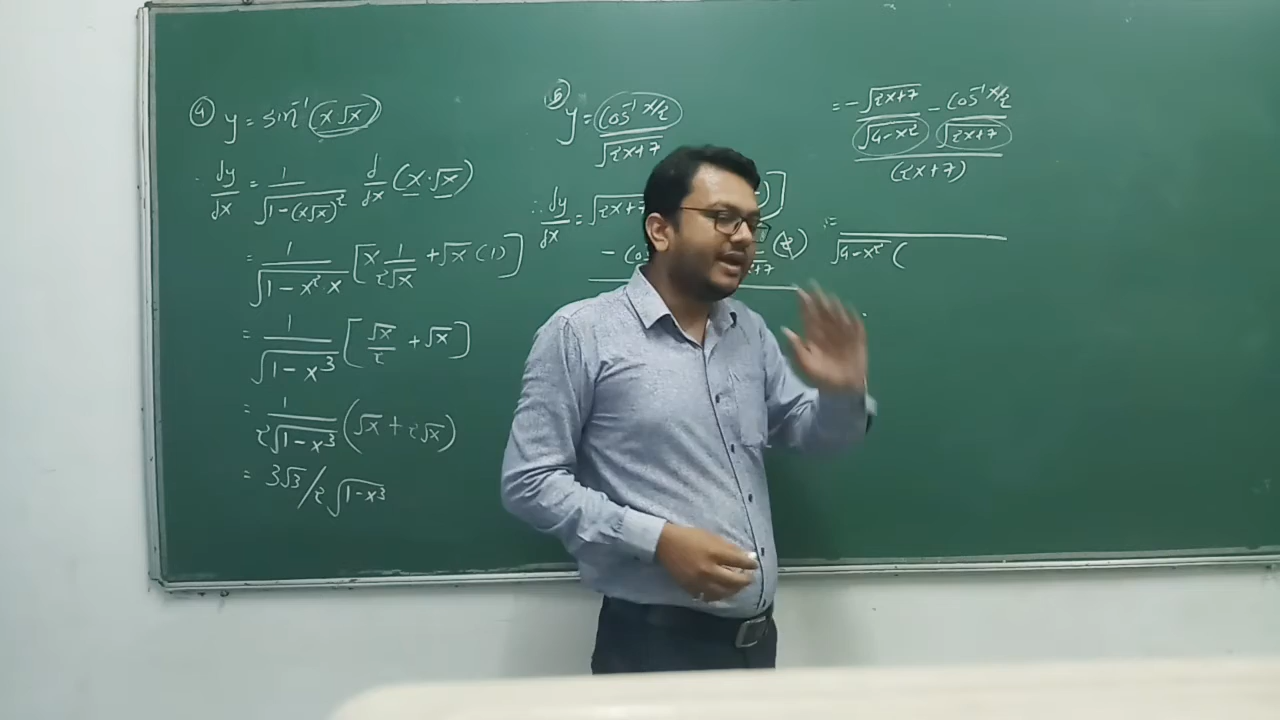 ④ y = sin⁻¹(x√x)
dy/dx = 1/√(1-(x√x)²) d/dx (x·√x)
= 1/√(1-x²·x) [x 1/(2√x) + √x (1)]
= 1/√(1-x³) [√x/2 + √x]
= 1/(2√(1-x³)) (√x + 2√x)
= 3√3/2√(1-x³)
y = (cos⁻¹ x/2)/√(2x+7)
∴ dy/dx = √(2x+7
= (-√(2x+7)/√(4-x²) - (cos⁻¹ x/2)/√(2x+7))/(2x+7)
√(4-x²) (